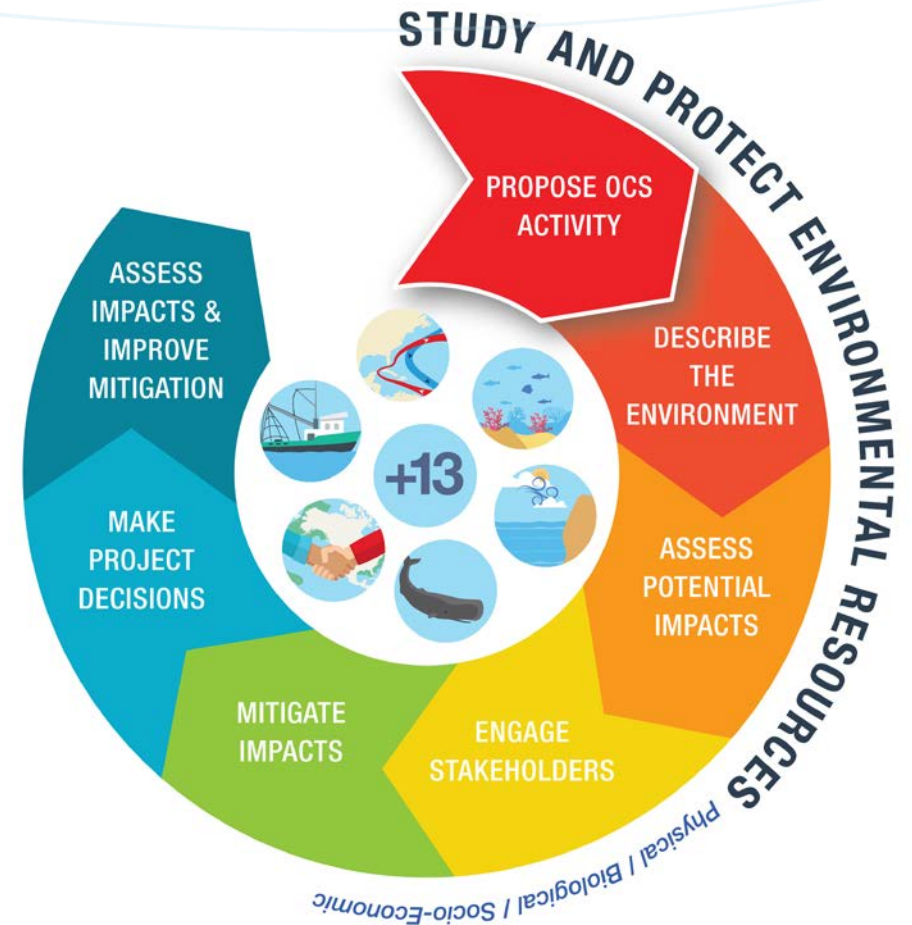 STUDY AND PROTECT ENVIRONMENTAL RESOURCES
Physical / Biological / Socio-Economic
PROPOSE OCS
ACTIVITY
DESCRIBE
THE
ENVIRONMENT
ASSESS
POTENTIAL
IMPACTS
ENGAGE
STAKEHOLDERS
MITIGATE
IMPACTS
MAKE
PROJECT
DECISIONS
ASSESS
IMPACTS &
IMPROVE
MITIGATION
+13